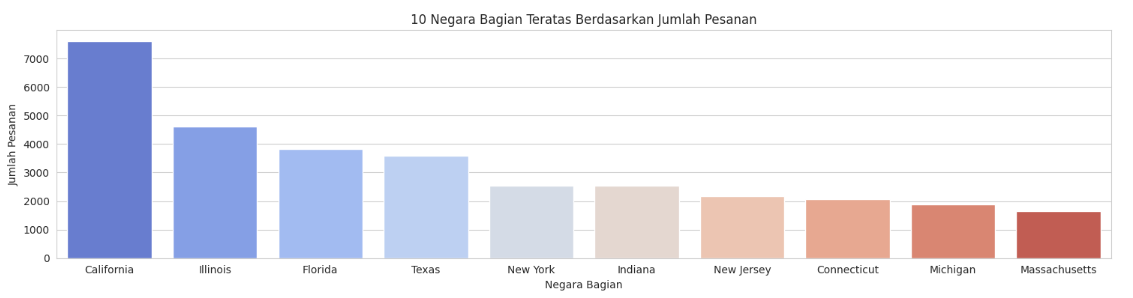 10 Negara Bagian Teratas Berdasarkan Jumlah Pesanan
Jumlah Pesanan
7000
6000
5000
4000
3000
2000
1000
0
California Illinois Florida Texas New York Indiana New Jersey Connecticut Michigan Massachusetts
Negara Bagian